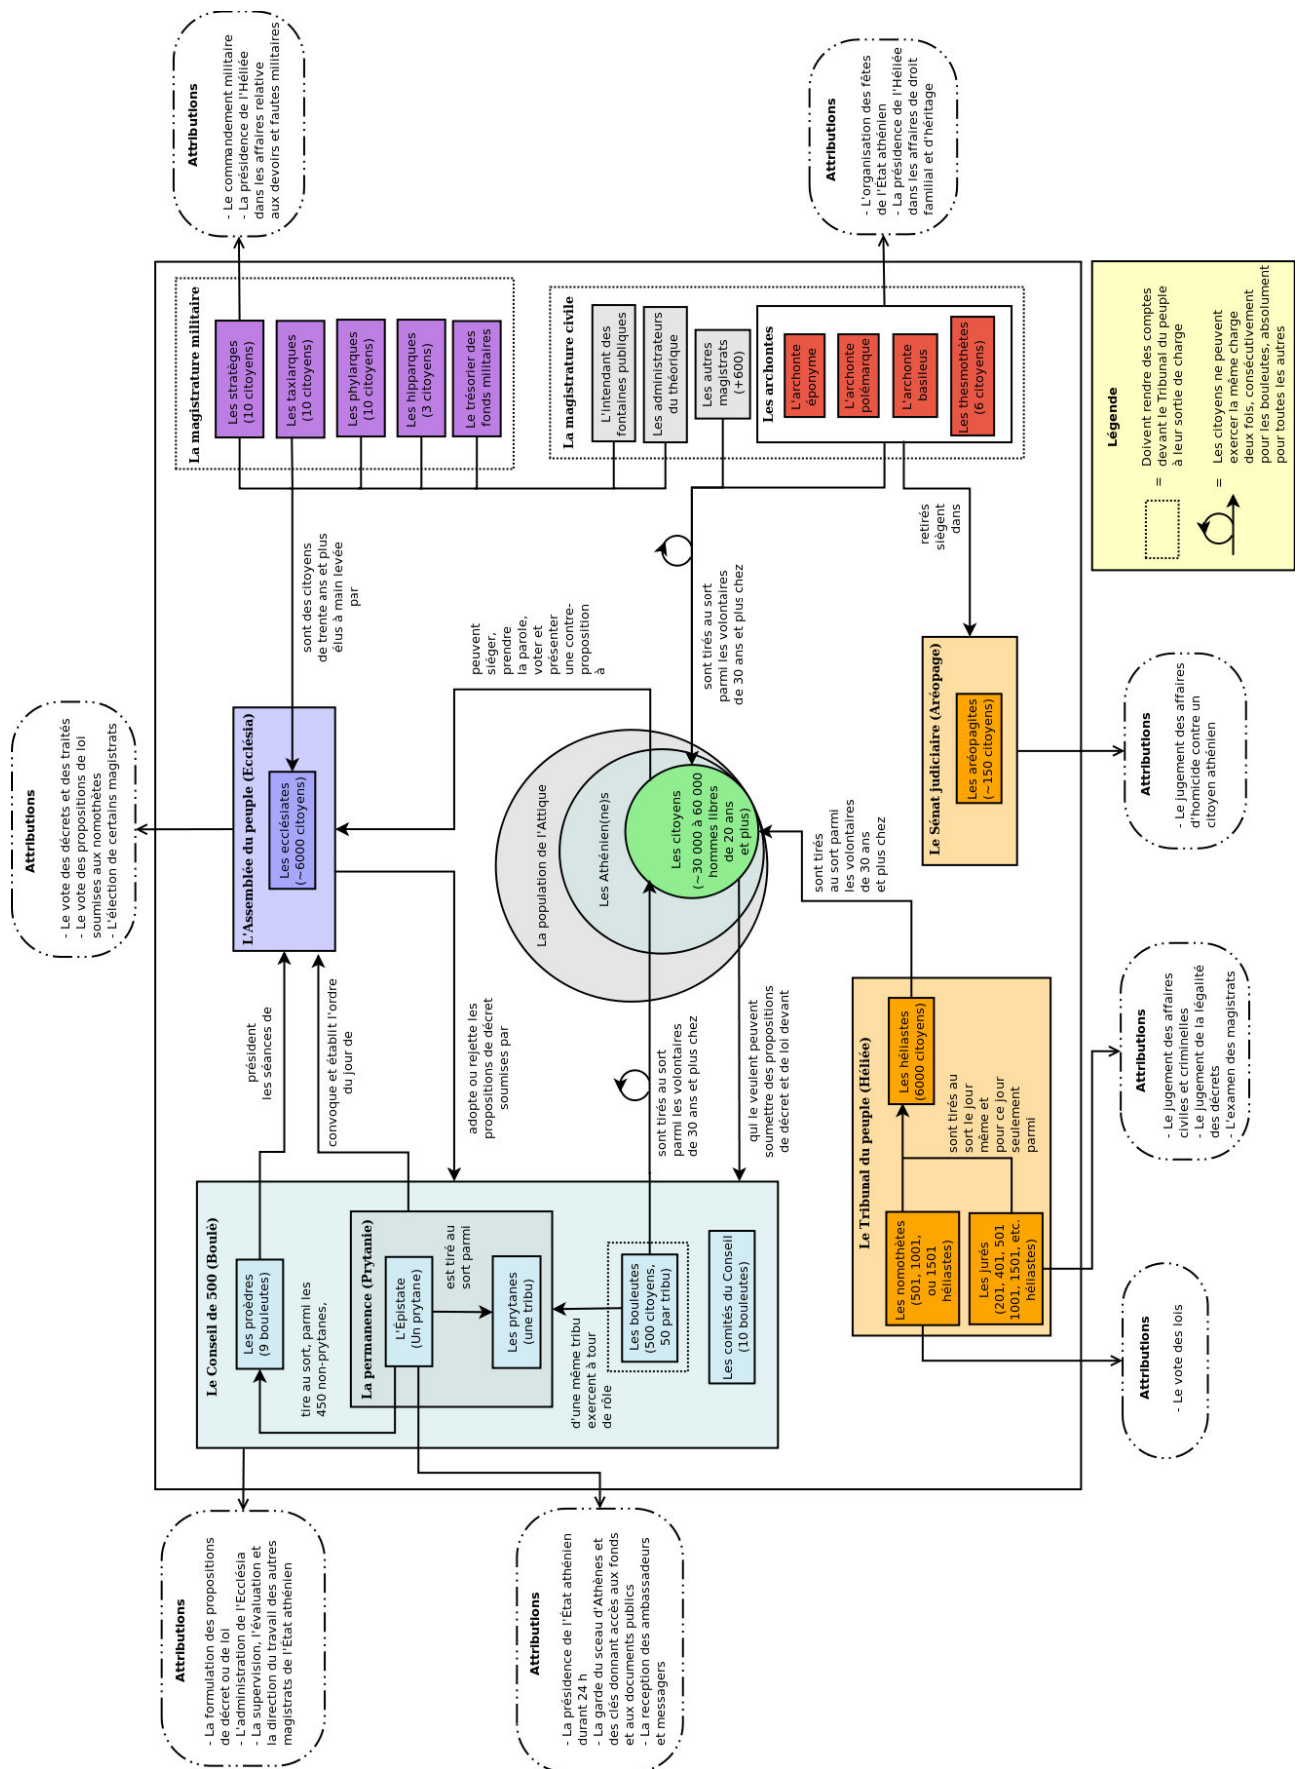 Attributions
- La formulation des propositions
de décret ou de loi
- L'administration de l'Ecclésia
- La supervision, l'évaluation et
la direction du travail des autres
magistrats de l'État athénien
Attributions
- Le vote des décrets et des traités
- Le vote des propositions de loi
soumises aux nomothètes
- L'élection de certains magistrats
Attributions
- Le commandement militaire
- La présidence de l'Héliée
dans les affaires relative
aux devoirs et fautes militaires
Le Conseil de 500 (Boulè)
Les proèdres
(9 bouleutes)
tire au sort, parmi les
450 non-prytanes,
La permanence (Prytanie)
L'Épistate
(Un prytane)
est tiré au
sort parmi
Les prytanes
(une tribu)
d'une même tribu
exercent à tour
de rôle
Les bouleutes
(500 citoyens,
50 par tribu)
Les comités du Conseil
(10 bouleutes)
président
les séances de
convoque et établit l'ordre
du jour de
adopte ou rejette les
propositions de décret
soumises par
L'Assemblée du peuple (Ecclésia)
Les ecclésiates
(~6000 citoyens)
sont des citoyens
de trente ans et plus
élus à main levée
par
La magistrature militaire
Les stratèges
(10 citoyens)
Les taxiarques
(10 citoyens)
Les phylarques
(10 citoyens)
Les hipparques
(3 citoyens)
Le trésorier des
fonds militaires
peuvent
siéger,
prendre
la parole,
voter et
présenter
une contre-
proposition
à
La population de l'Attique
Les Athénien(ne)s
Les citoyens
(~30 000 à 60 000
hommes libres
de 20 ans
et plus)
sont tirés au sort
parmi les volontaires
de 30 ans et plus chez
qui le veulent peuvent
soumettre des propositions
de décret et de loi devant
sont tirés au sort
parmi les volontaires
de 30 ans et plus chez
La magistrature civile
L'Intendant des
fontaines publiques
Les administrateurs
du théorique
Les autres
magistrats
(+600)
Les archontes
L'archonte
éponyme
L'archonte
polémarque
L'archonte
basileus
Les thesmothètes
(6 citoyens)
Attributions
- L'organisation des fêtes
de l'État athénien
- La présidence de l'Héliée
dans les affaires de droit
familial et d'héritage
retirés
siègent
dans
sont tirés
au sort parmi
les volontaires
de 30 ans
et plus chez
Attributions
- La présidence de l'État athénien
durant 24 h
- La garde du sceau d'Athènes et
des clés donnant accès aux fonds
et aux documents publics
- La reception des ambassadeurs
et messagers
Le Tribunal du peuple (Héliée)
Les nomothètes
(501, 1001,
ou 1501
héliastes)
Les jurés
(201, 401, 501
1001, 1501, etc.
héliastes)
sont tirés au
sort le jour
même et
pour ce jour
seulement
parmi
Les héliastes
(6000 citoyens)
Le Sénat judiciaire (Aréopage)
Les aréopagites
(~150 citoyens)
Attributions
- Le vote des lois
Attributions
- Le jugement des affaires
civiles et criminelles
- Le jugement de la légalité
des décrets
- L'examen des magistrats
Attributions
- Le jugement des affaires
d'homicide contre un
citoyen athénien
Légende
= Doivent rendre des comptes
devant le Tribunal du peuple
à leur sortie de charge
= Les citoyens ne peuvent
exercer la même charge
deux fois, consécutivement
pour les bouleutes, absolument
pour toutes les autres